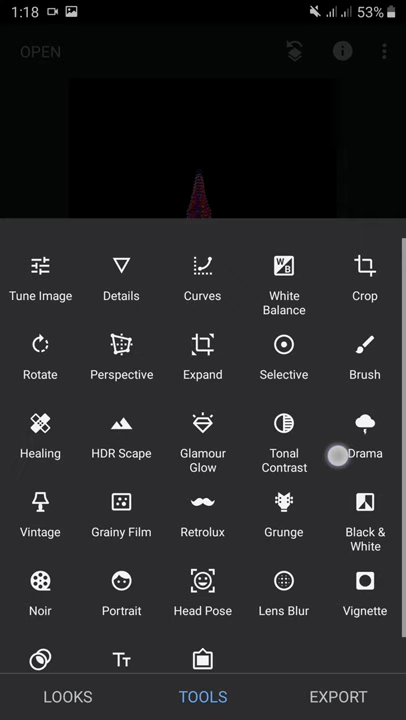 1:18 53%
OPEN
Tune Image Details Curves White Balance Crop
Rotate Perspective Expand Selective Brush
Healing HDR Scape Glamour Glow Tonal Contrast Drama
Vintage Grainy Film Retrolux Grunge Black & White
Noir Portrait Head Pose Lens Blur Vignette
LOOKS TOOLS EXPORT